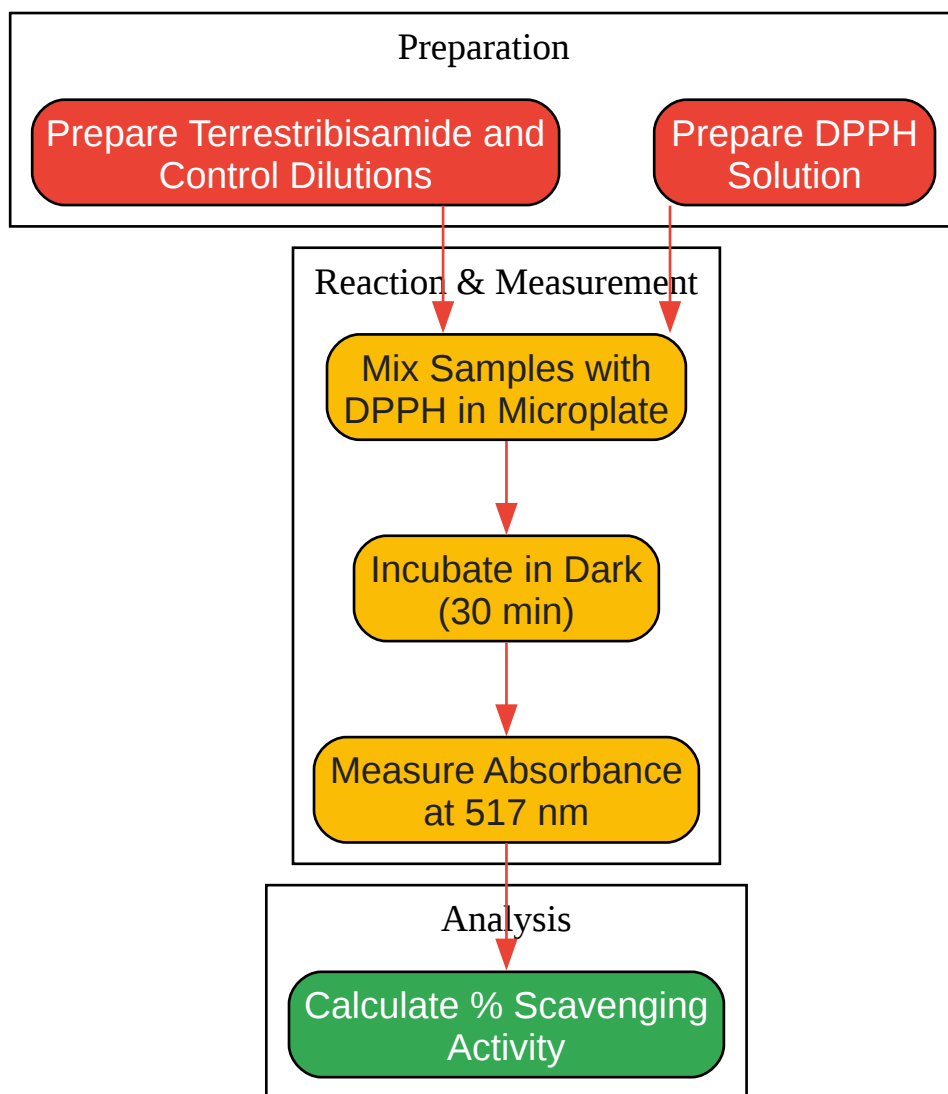 Preparation
Prepare Terrestribisamide and
Control Dilutions
Prepare DPPH
Solution
Reaction & Measurement
Mix Samples with
DPPH in Microplate
Incubate in Dark
(30 min)
Measure Absorbance
at 517 nm
Analysis
Calculate % Scavenging
Activity